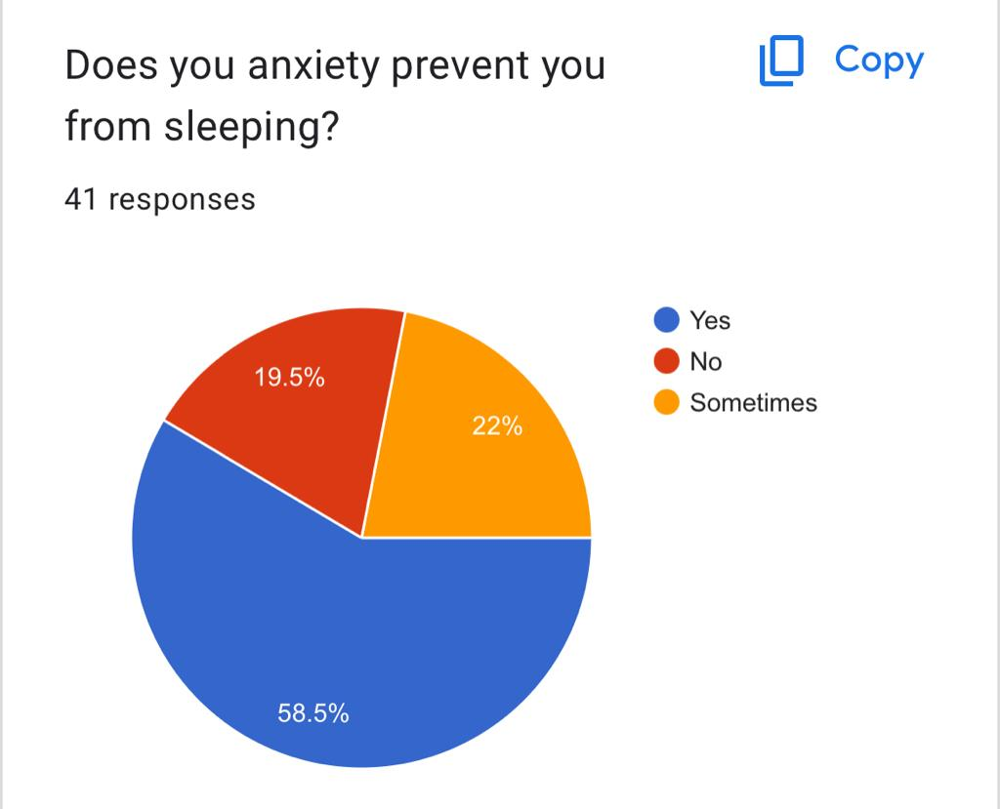 Does you anxiety prevent you
from sleeping?
Copy
41 responses
Yes
No
Sometimes
19.5%
22%
58.5%